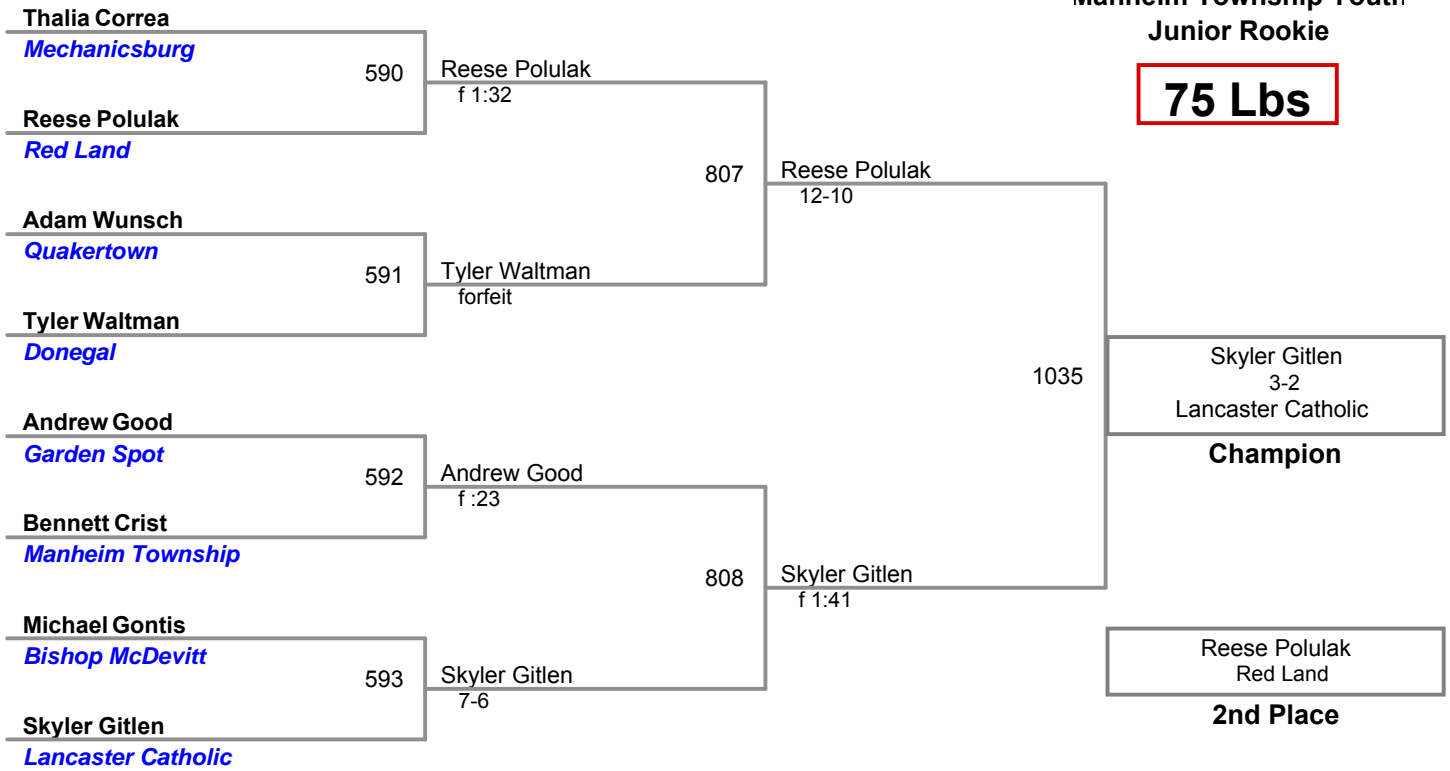 Manheim Township Youth
Junior Rookie
75 Lbs
Thalia Correa
Mechanicsburg
590
Reese Polulak
f 1:32
Reese Polulak
Red Land
807
Reese Polulak
12-10
Adam Wunsch
Quakertown
591
Tyler Waltman
forfeit
Tyler Waltman
Donegal
1035
Skyler Gitlen
3-2
Lancaster Catholic
Champion
Andrew Good
Garden Spot
592
Andrew Good
f :23
Bennett Crist
Manheim Township
808
Skyler Gitlen
f 1:41
Michael Gontis
Bishop McDevitt
593
Skyler Gitlen
7-6
Skyler Gitlen
Lancaster Catholic
Reese Polulak
Red Land
2nd Place